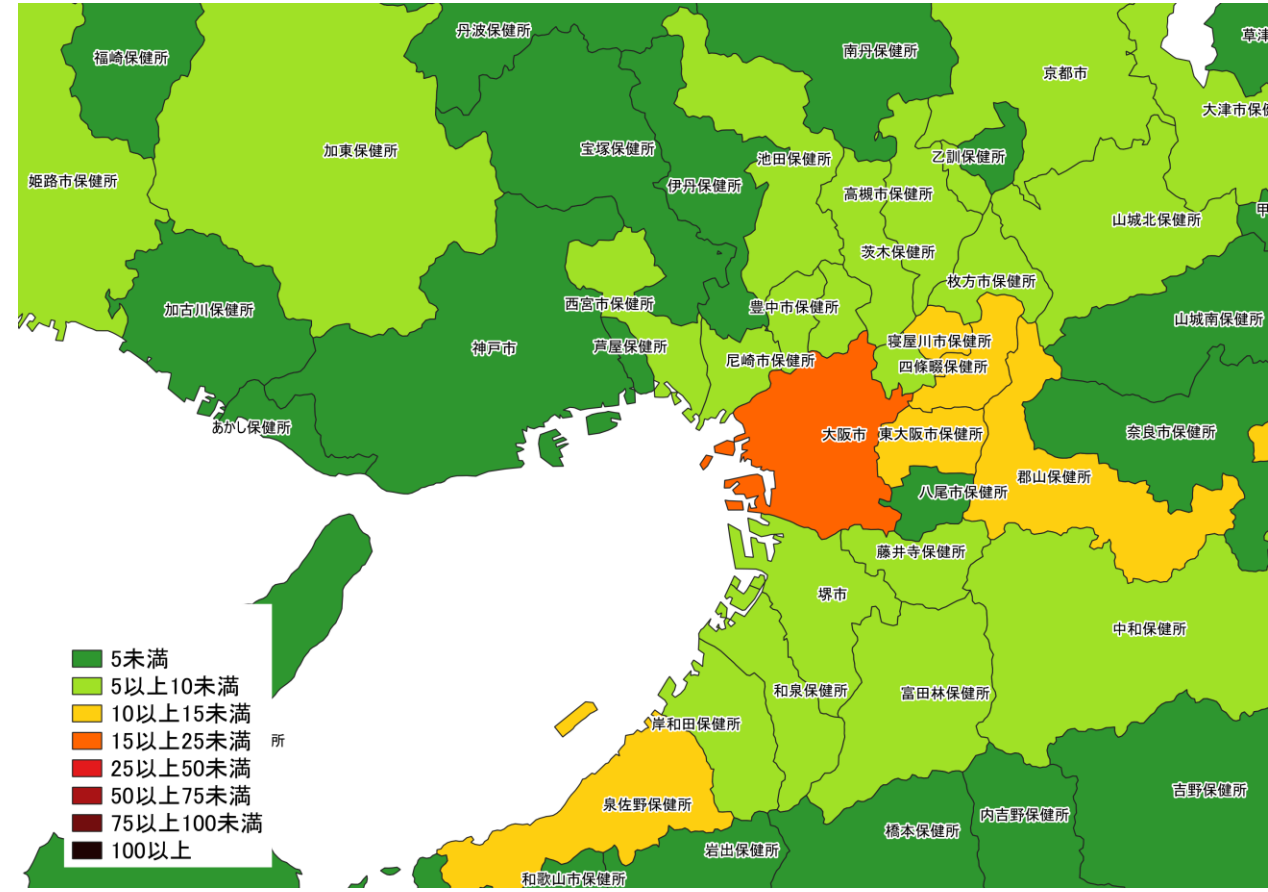 丹波保健所
福崎保健所
南丹保健所
草津
京都市
大津市保健
加東保健所
宝塚保健所
池田保健所
乙訓保健所
姫路市保健所
伊丹保健所
高槻市保健所
山城北保健所
甲
茨木保健所
枚方市保健所
加古川保健所
西宮市保健所
豊中市保健所
山城南保健所
神戸市
芦屋保健所
尼崎市保健所
寝屋川市保健所
四條畷保健所
あかし保健所
大阪市
東大阪市保健所
奈良市保健所
郡山保健所
八尾市保健所
藤井寺保健所
堺市
中和保健所
和泉保健所
富田林保健所
岸和田保健所
所
泉佐野保健所
吉野保健所
内吉野保健所
橋本保健所
岩出保健所
和歌山市保健所
5未満
5以上10未満
10以上15未満
15以上25未満
25以上50未満
50以上75未満
75以上100未満
100以上